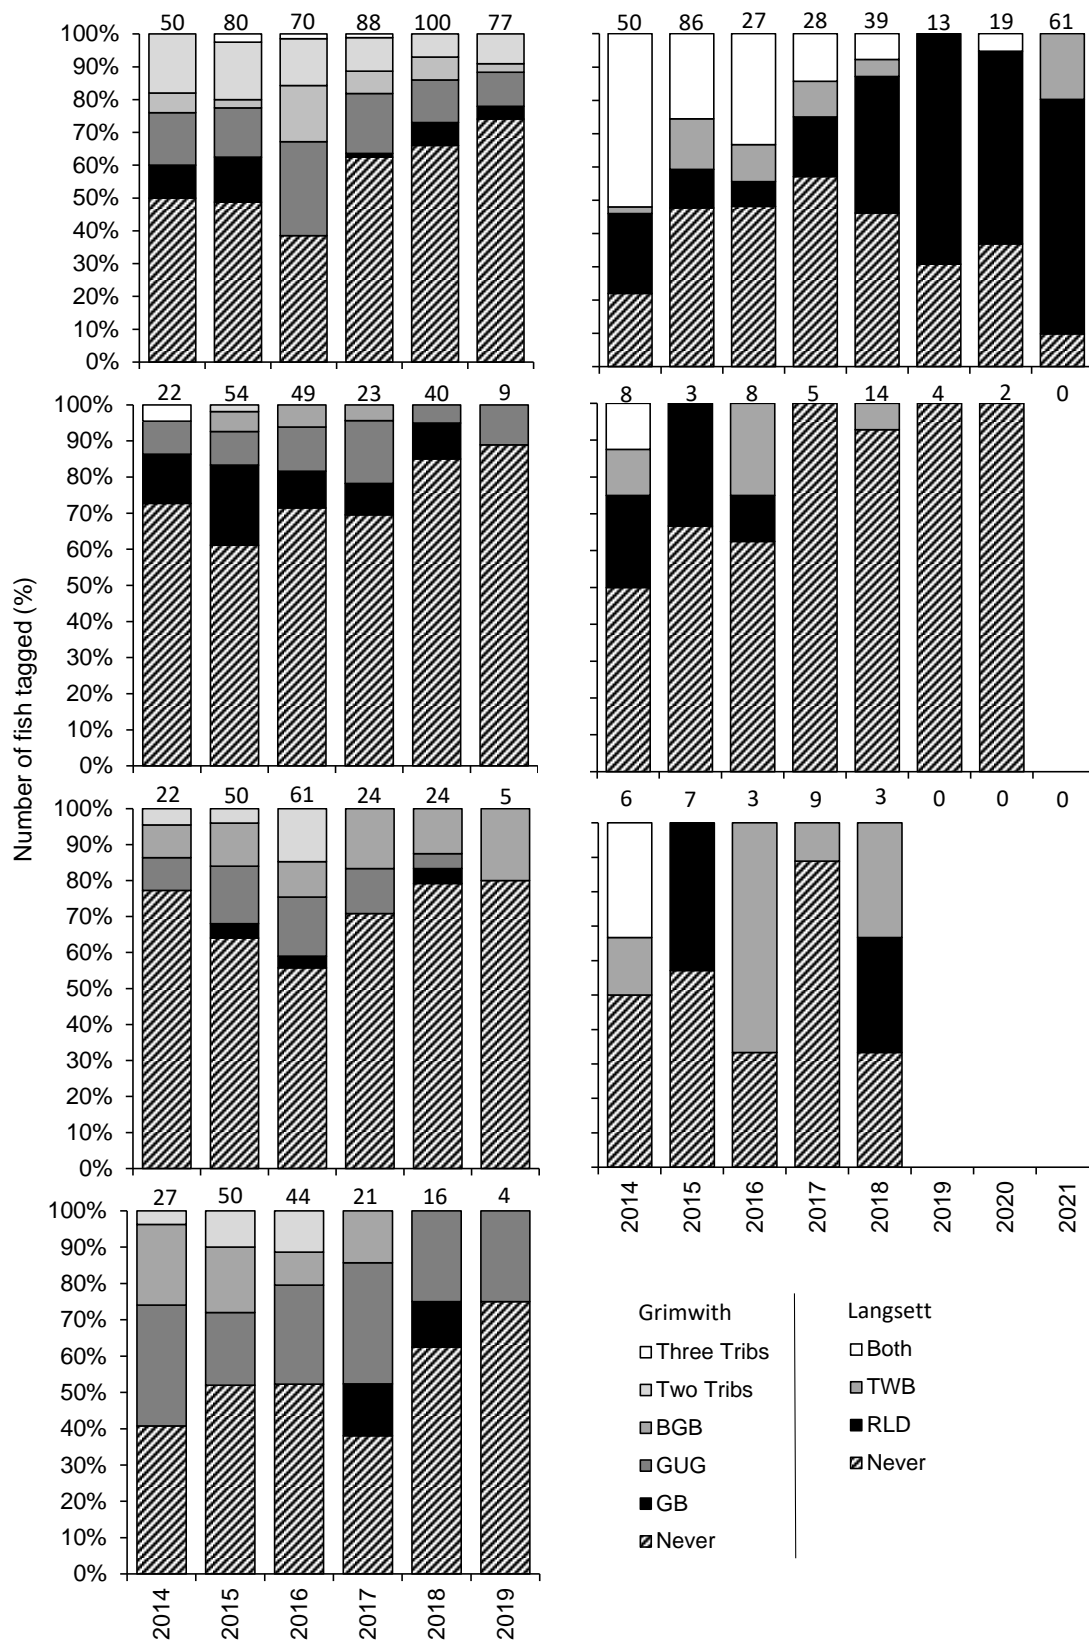 50 80 70 88 100 77
100%
90%
80%
70%
60%
50%
40%
30%
20%
10%
0%
50 86 27 28 39 13 19 61
22 54 49 23 40 9
100%
90%
80%
70%
60%
50%
40%
30%
20%
10%
0%
8 3 8 5 14 4 2 0
Number of fish tagged (%)
22 50 61 24 24 5
100%
90%
80%
70%
60%
50%
40%
30%
20%
10%
0%
6 7 3 9 3 0 0 0
2014 2015 2016 2017 2018 2019 2020 2021
27 50 44 21 16 4
100%
90%
80%
70%
60%
50%
40%
30%
20%
10%
0%
2014 2015 2016 2017 2018 2019
Grimwith
Three Tribs
Two Tribs
BGB
GUG
GB
Never
Langsett
Both
TWB
RLD
Never